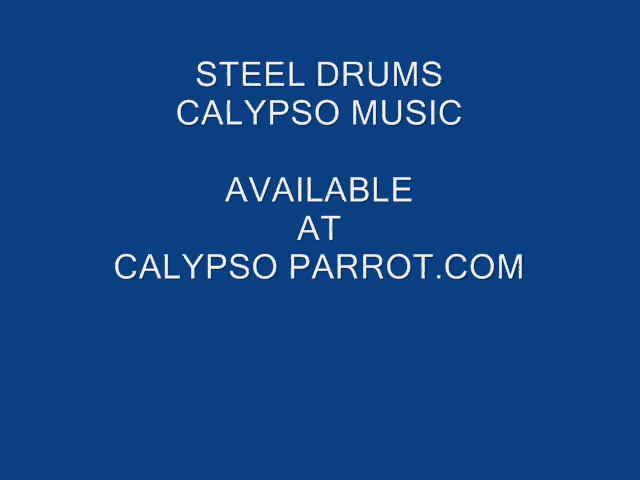 STEEL DRUMS
CALYPSO MUSIC
AVAILABLE
AT
CALYPSO PARROT.COM